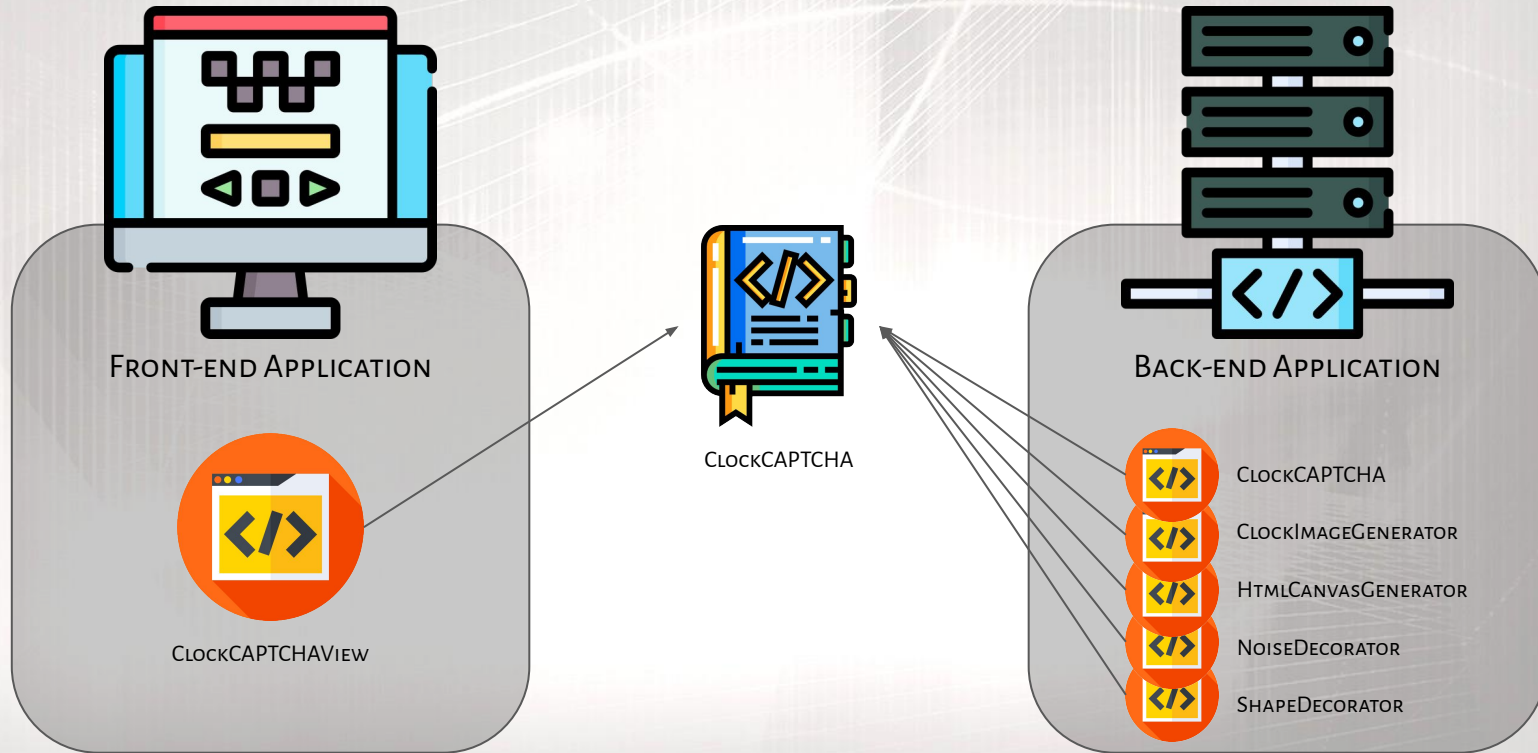 Front-end Application
ClockCAPTCHAView
ClockCAPTCHA
Back-end Application
ClockCAPTCHA
ClockImageGenerator
HtmlCanvasGenerator
NoiseDecorator
ShapeDecorator